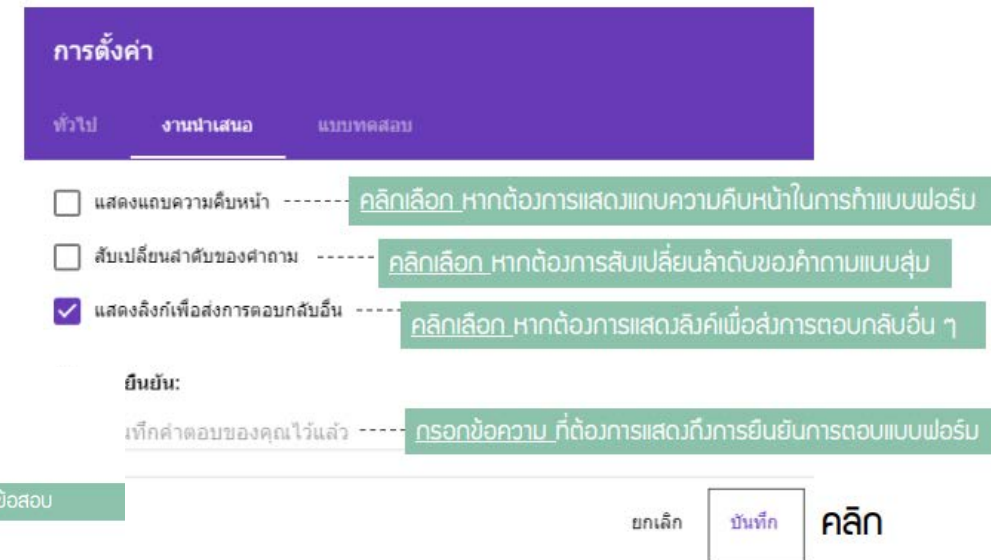 การตั้งค่า
ทั่วไป งานนำเสนอ แบบทดสอบ
แสดงแถบความคืบหน้า ------- คลิกเลือก หากต้องการแสดงแถบความคืบหน้าในการทำแบบฟอร์ม
สับเปลี่ยนลำดับของคำถาม ------ คลิกเลือก หากต้องการสับเปลี่ยนลำดับของคำถามแบบสุ่ม
แสดงลิงก์เพื่อส่งการตอบกลับอื่น ----- คลิกเลือก หากต้องการแสดงลิงค์เพื่อส่งการตอบกลับอื่น ๆ
ยืนยัน:
นทึกคำตอบของคุณไว้แล้ว ----- กรอกข้อความ ที่ต้องการแสดงถึงการยืนยันการตอบแบบฟอร์ม
ข้อสอบ
ยกเลิก บันทึก คลิก